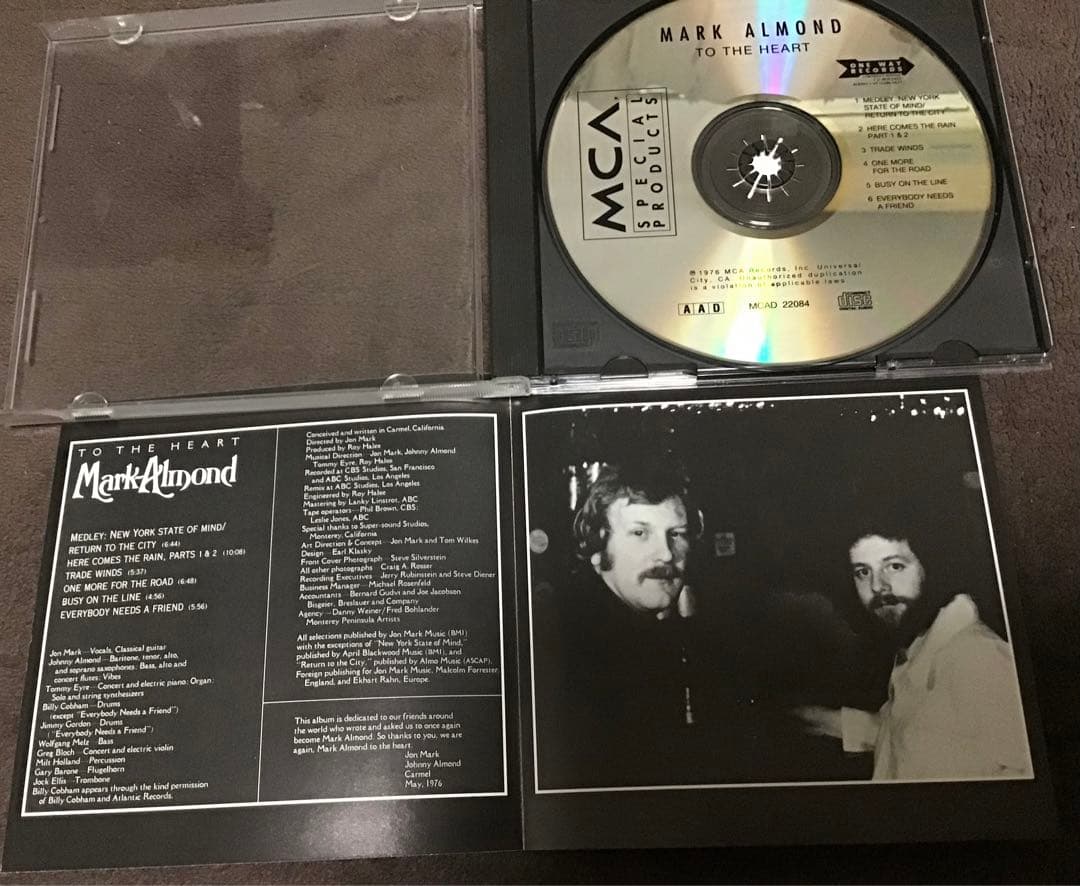 MARK ALMOND
TO THE HEART
ONE WAY
RECORDS
MCA
SPECIAL
PRODUCTS
1 MEDLEY: NEW YORK
STATE OF MIND/
RETURN TO THE CITY
2 HERE COMES THE RAIN
PART 1 & 2
3 TRADE WINDS
4 ONE MORE
FOR THE ROAD
5 BUSY ON THE LINE
6 EVERYBODY NEEDS
A FRIEND
℗ 1976 MCA Records, Inc. Universal
City, CA. Unauthorized duplication
is a violation of applicable laws.
AAD
MCAD 22084
disc
DIGITAL AUDIO
TO THE HEART
Mark-Almond
MEDLEY: NEW YORK STATE OF MIND/
RETURN TO THE CITY (6:44)
HERE COMES THE RAIN, PARTS 1 & 2 (10:08)
TRADE WINDS (5:37)
ONE MORE FOR THE ROAD (6:48)
BUSY ON THE LINE (4:56)
EVERYBODY NEEDS A FRIEND (5:56)
Jon Mark—Vocals, Classical guitar
Johnny Almond—Baritone, tenor, alto,
and soprano saxophones: Bass, alto and
concert flutes: Vibes
Tommy Eyre—Concert and electric piano: Organ:
Solo and string synthesizers
Billy Cobham—Drums
(except "Everybody Needs a Friend")
Jimmy Gordon—Drums
("Everybody Needs a Friend")
Wolfgang Melz—Bass
Greg Bloch—Concert and electric violin
Milt Holland—Percussion
Gary Barone—Flugelhorn
Jock Ellis—Trombone
Billy Cobham appears through the kind permission
of Billy Cobham and Atlantic Records.
Conceived and written in Carmel, California
Directed by Jon Mark
Produced by Roy Halee
Musical Direction—Jon Mark, Johnny Almond
Tommy Eyre, Roy Halee
Recorded at CBS Studios, San Francisco
and ABC Studios, Los Angeles
Remix at ABC Studios, Los Angeles
Engineered by Roy Halee
Mastering by Lanky Linstrot, ABC
Tape operators—Phil Brown, CBS:
Leslie Jones, ABC
Special thanks to Super-sound Studios,
Monterey, California
Art Direction & Concept—Jon Mark and Tom Wilkes
Design—Earl Klasky
Front Cover Photograph—Steve Silverstein
All other photographs—Craig A. Rosser
Recording Executives—Jerry Rubinstein and Steve Diener
Business Manager—Michael Rosenfeld
Accountants—Bernard Gudvi and Joe Jacobson
Bisgeier, Breslauer and Company
Agency—Danny Weiner/Fred Bohlander
Monterey Peninsula Artists
All selections published by Jon Mark Music (BMI)
with the exceptions of "New York State of Mind,"
published by April Blackwood Music (BMI), and
"Return to the City," published by Almo Music (ASCAP).
Foreign publishing for Jon Mark Music, Malcolm Forrester,
England, and Ekhart Rahn, Europe.
This album is dedicated to our friends around
the world who wrote and asked us to once again
become Mark Almond. So thanks to you, we are
again, Mark Almond to the heart.
Jon Mark
Johnny Almond
Carmel
May, 1976